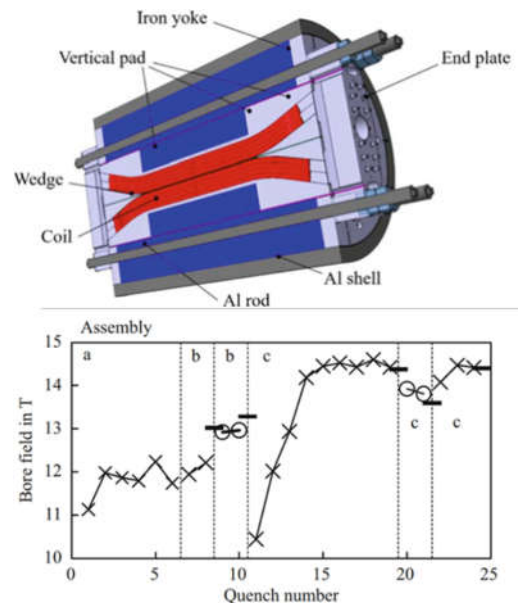 Iron yoke
Vertical pad
End plate
Wedge
Coil
Al shell
Al rod
Assembly
15
a b b c
14
13
c c
12
11
10
Bore field in T
0 5 10 15 20 25
Quench number